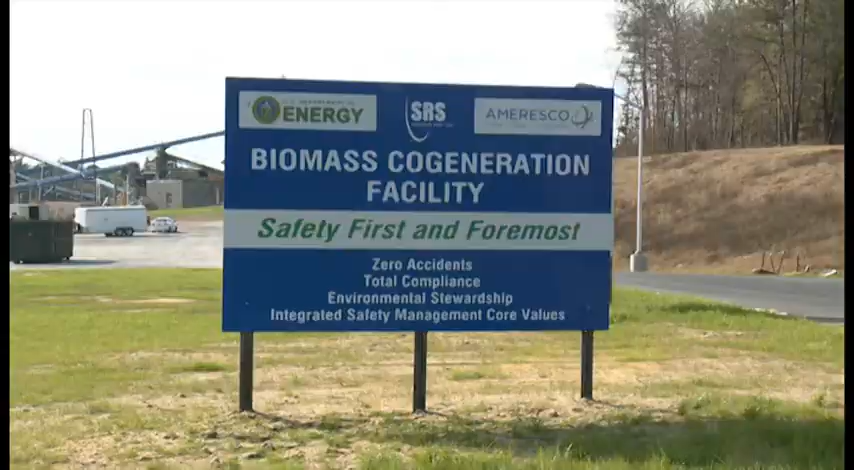 ENERGY
SRS
AMERESCO
BIOMASS COGENERATION
FACILITY
Safety First and Foremost
Zero Accidents
Total Compliance
Environmental Stewardship
Integrated Safety Management Core Values